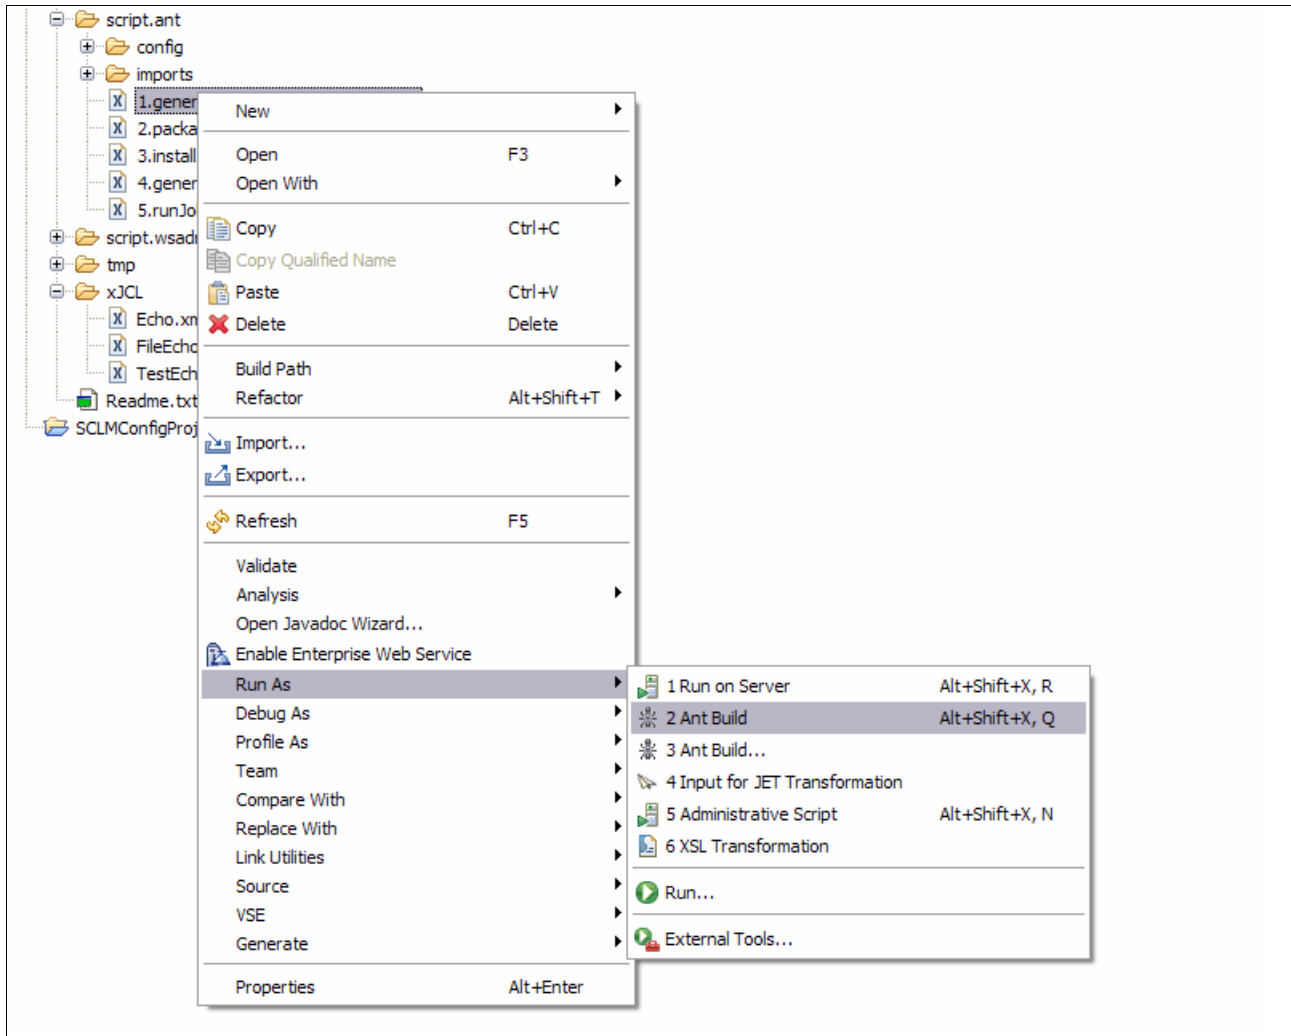 script.ant
config
imports
1.gener
2.packa
3.install
4.gener
5.runJo
script.wsadr
tmp
xJCL
Echo.xm
FileEcho
TestEch
Readme.txt
SCLMConfigProj
New
Open F3
Open With
Copy Ctrl+C
Copy Qualified Name
Paste Ctrl+V
Delete Delete
Build Path
Refactor Alt+Shift+T
Import...
Export...
Refresh F5
Validate
Analysis
Open Javadoc Wizard...
Enable Enterprise Web Service
Run As
Debug As
Profile As
Team
Compare With
Replace With
Link Utilities
Source
VSE
Generate
Properties Alt+Enter
1 Run on Server Alt+Shift+X, R
2 Ant Build Alt+Shift+X, Q
3 Ant Build...
4 Input for JET Transformation
5 Administrative Script Alt+Shift+X, N
6 XSL Transformation
Run...
External Tools...